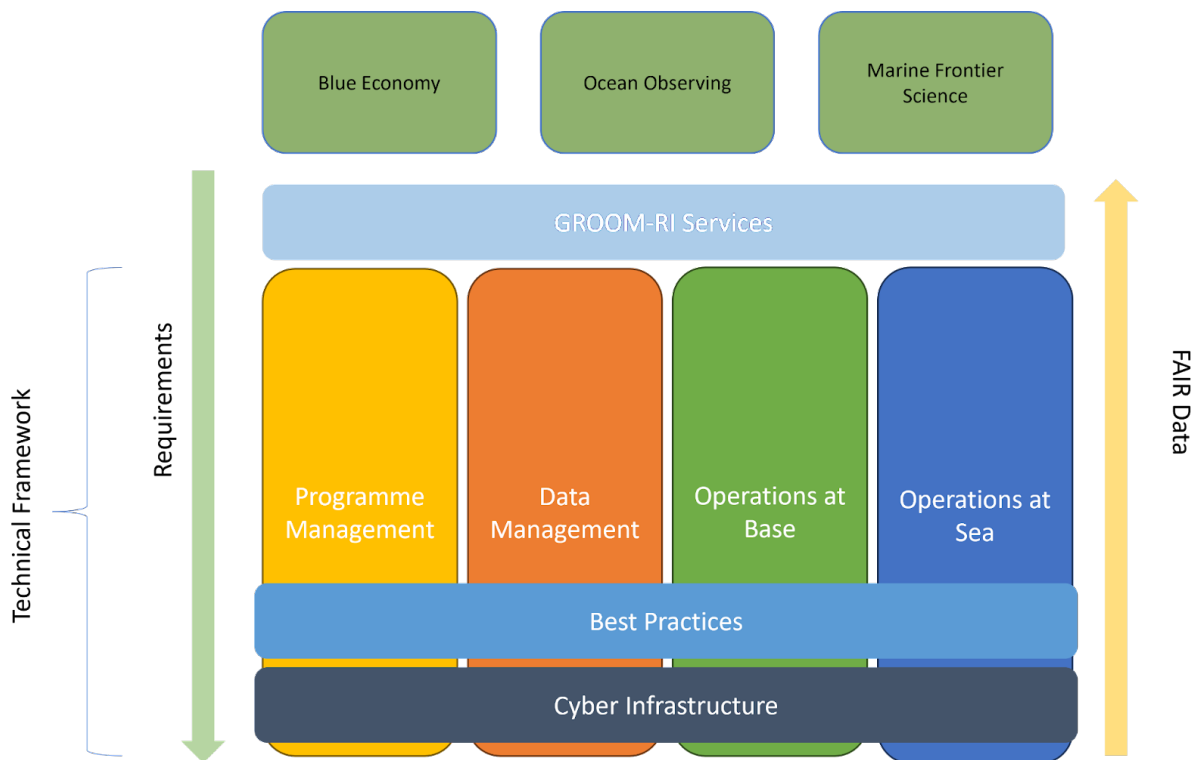 Blue Economy
Ocean Observing
Marine Frontier
Science
GROOM-RI Services
Technical Framework
Requirements
FAIR Data
Programme
Management
Data
Management
Operations at
Base
Operations at
Sea
Best Practices
Cyber Infrastructure